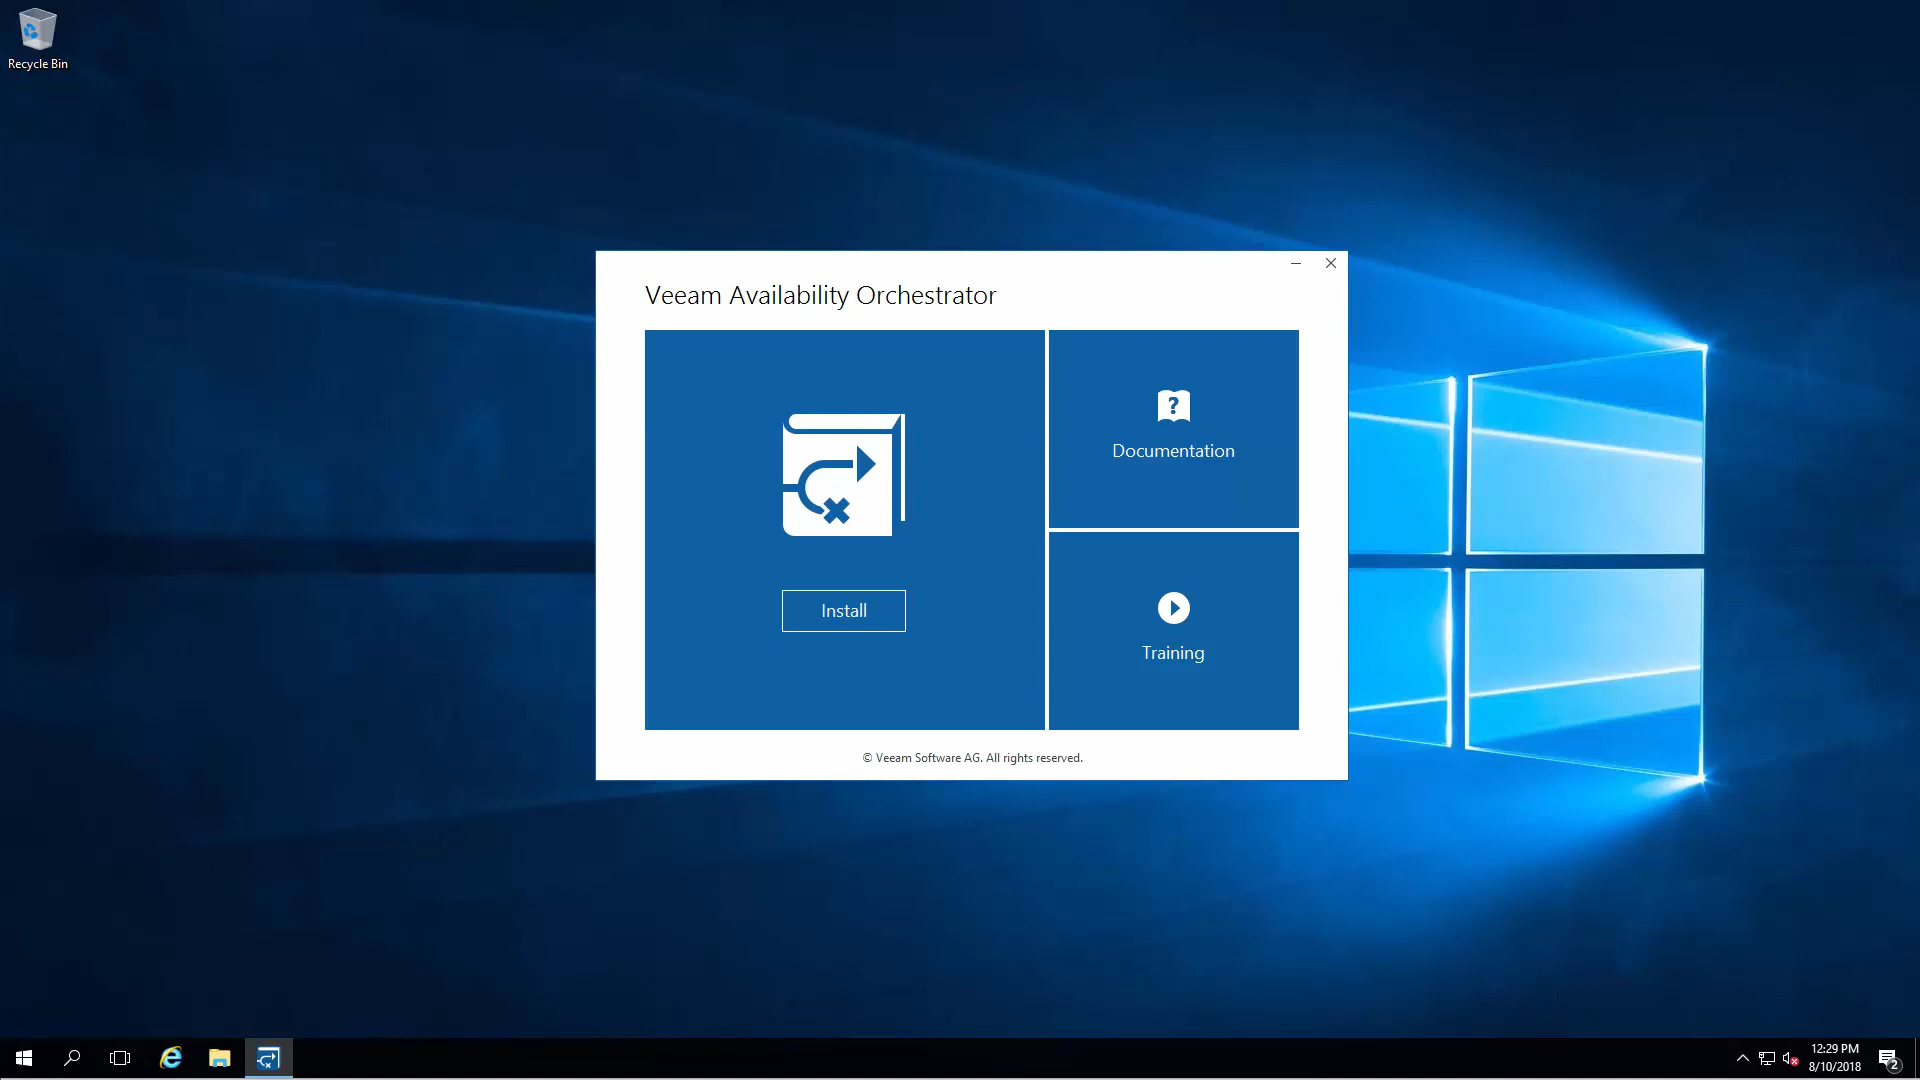 Recycle Bin
Veeam Availability Orchestrator
Documentation
Install
Training
© Veeam Software AG. All rights reserved.
12:29 PM
8/10/2018
2